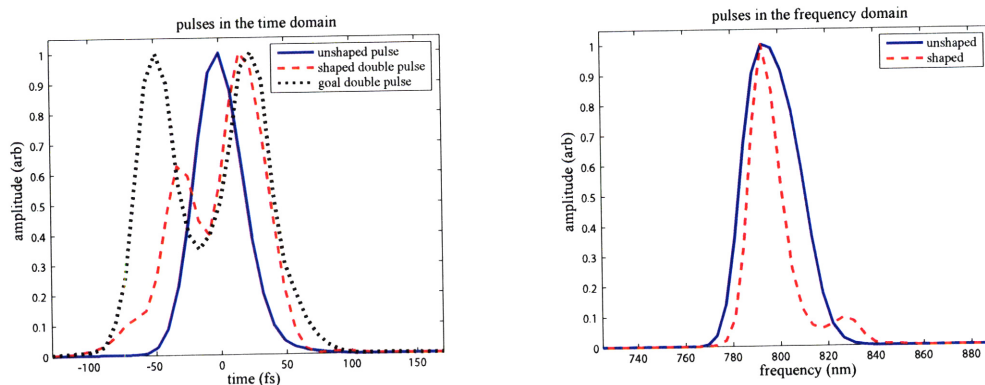 pulses in the time domain
unshaped pulse
shaped double pulse
goal double pulse
amplitude (arb)
1
0.9
0.8
0.7
0.6
0.5
0.4
0.3
0.2
0.1
0
-100 -50 0 50 100 150
time (fs)
pulses in the frequency domain
unshaped
shaped
amplitude (arb)
1
0.9
0.8
0.7
0.6
0.5
0.4
0.3
0.2
0.1
0
740 760 780 800 820 840 860 880
frequency (nm)